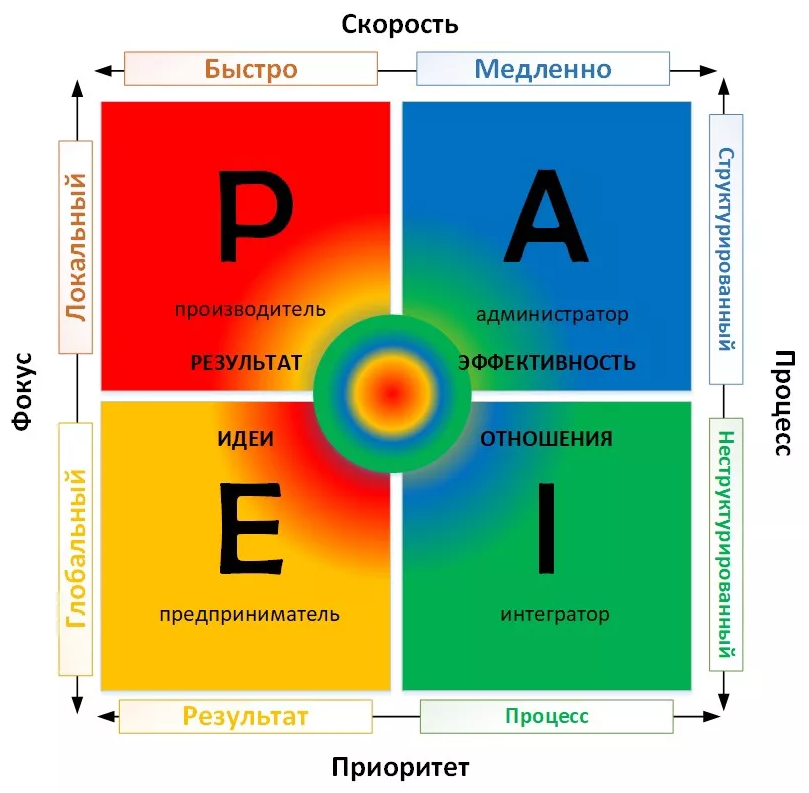 Скорость
Быстро
Медленно
Локальный
Структурированный
P
A
производитель
администратор
РЕЗУЛЬТАТ
ЭФФЕКТИВНОСТЬ
Фокус
Процесс
ИДЕИ
ОТНОШЕНИЯ
Глобальный
Неструктурированный
E
I
предприниматель
интегратор
Результат
Процесс
Приоритет